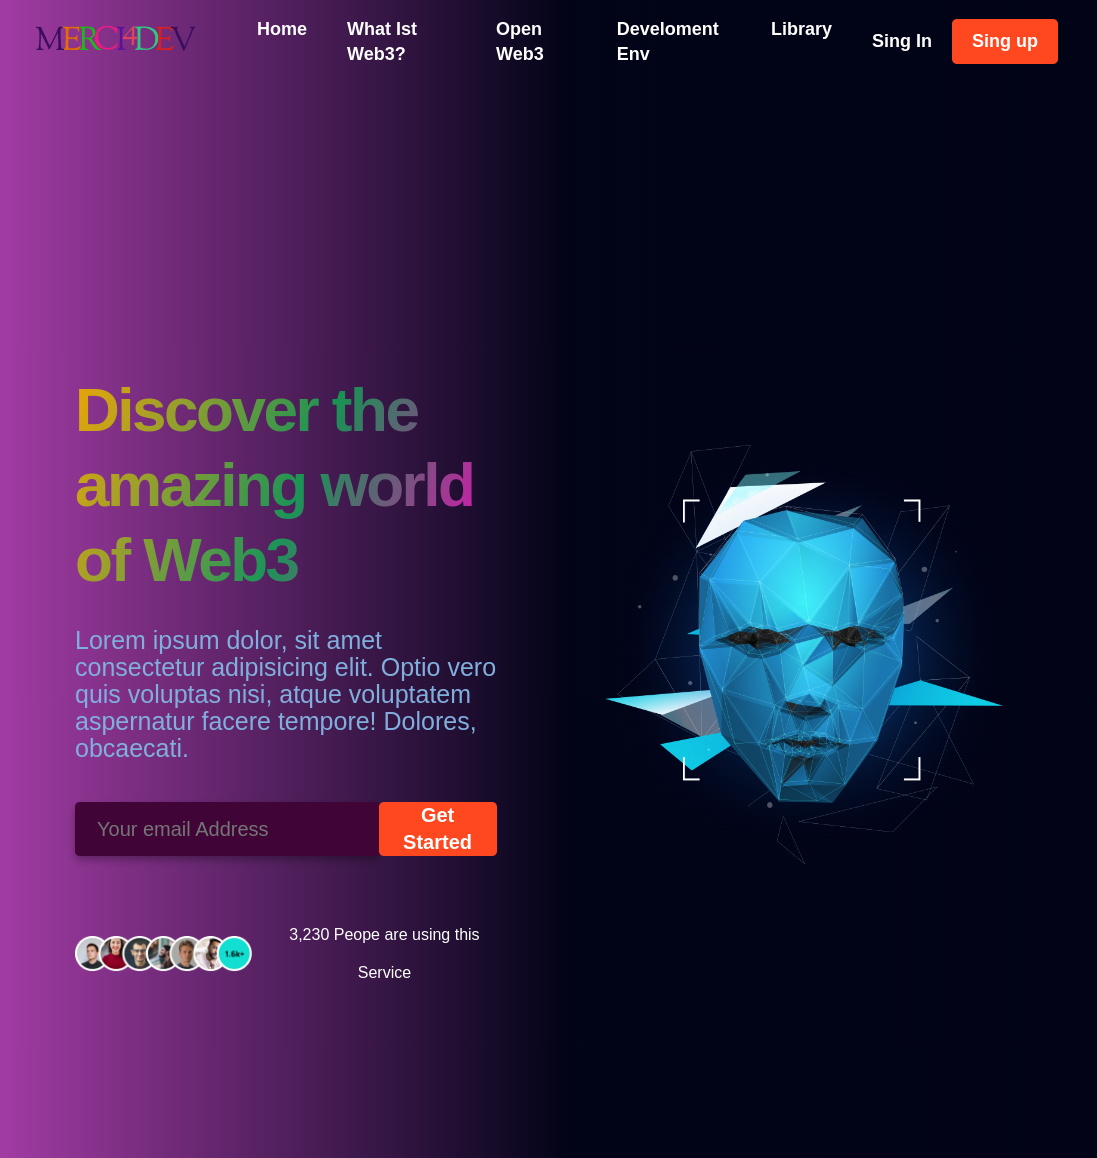 MERCH4DEV
Home
What Ist
Web3?
Open
Web3
Develoment
Env
Library
Sing In
Sing up
Discover the
amazing world
of Web3
Lorem ipsum dolor, sit amet
consectetur adipisicing elit. Optio vero
quis voluptas nisi, atque voluptatem
aspernatur facere tempore! Dolores,
obcaecati.
Your email Address
Get
Started
1.6k+
3,230 Peope are using this
Service